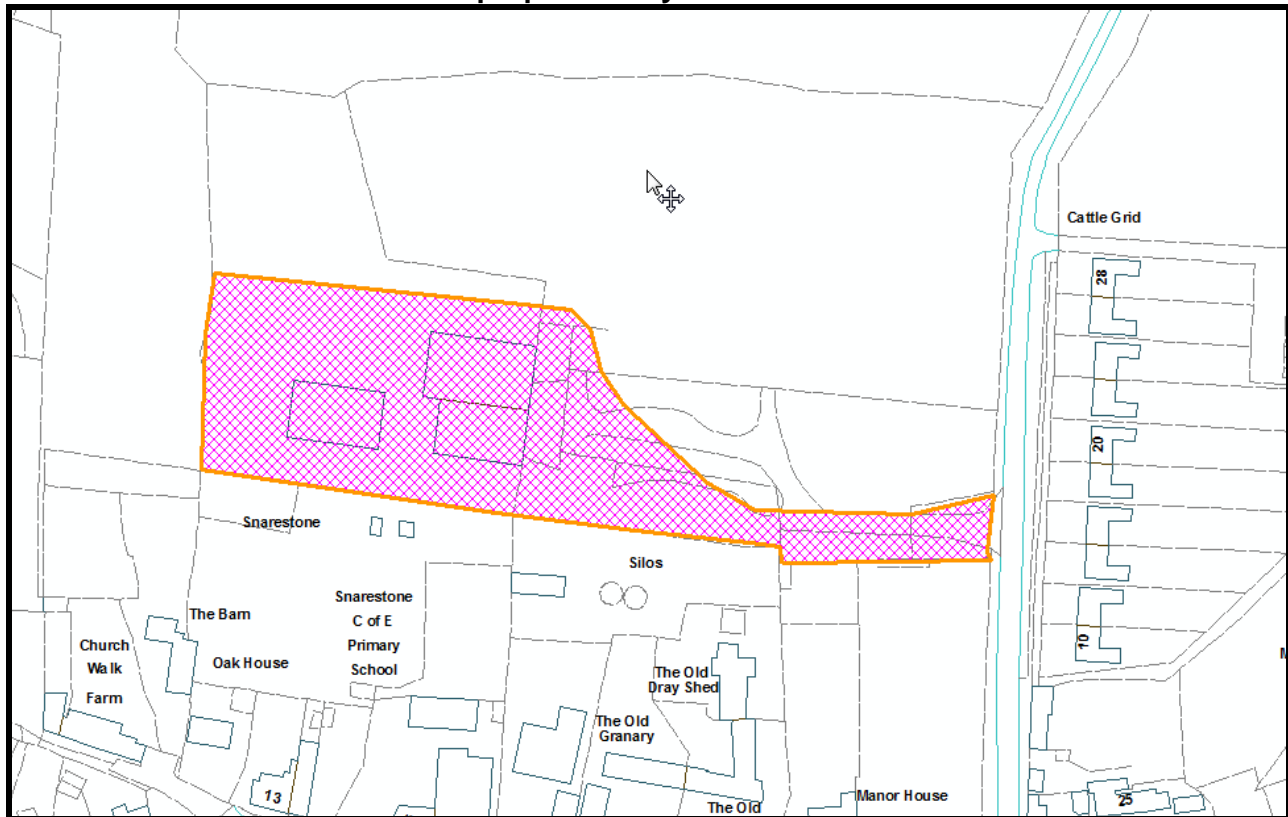 Cattle Grid
28
20
10
Snarestone
Silos
Snarestone
C of E
Primary
School
The Barn
Oak House
Church
Walk
Farm
The Old
Dray Shed
The Old
Granary
13
The Old
Manor House
25